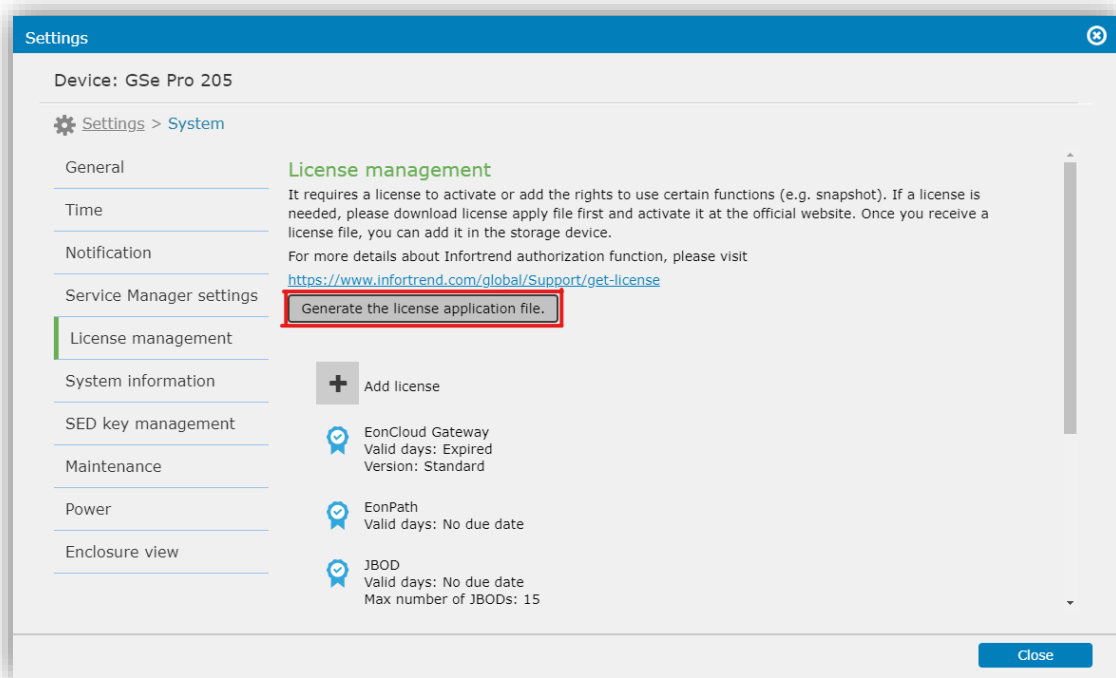 Settings
Device: GSe Pro 205
Settings > System
General
Time
Notification
Service Manager settings
License management
System information
SED key management
Maintenance
Power
Enclosure view
License management
It requires a license to activate or add the rights to use certain functions (e.g. snapshot). If a license is
needed, please download license apply file first and activate it at the official website. Once you receive a
license file, you can add it in the storage device.
For more details about Infortrend authorization function, please visit
https://www.infortrend.com/global/Support/get-license
Generate the license application file.
Add license
EonCloud Gateway
Valid days: Expired
Version: Standard
EonPath
Valid days: No due date
JBOD
Valid days: No due date
Max number of JBODs: 15
Close